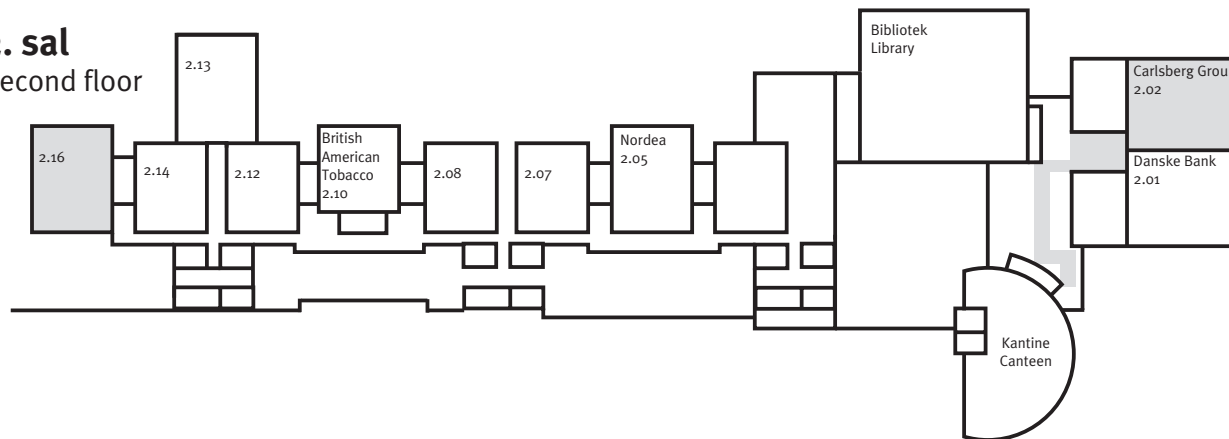 . sal
econd floor
2.13
2.16
2.14
2.12
British
American
Tobacco
2.10
2.08
2.07
Nordea
2.05
Bibliotek
Library
Carlsberg Grou
2.02
Danske Bank
2.01
Kantine
Canteen